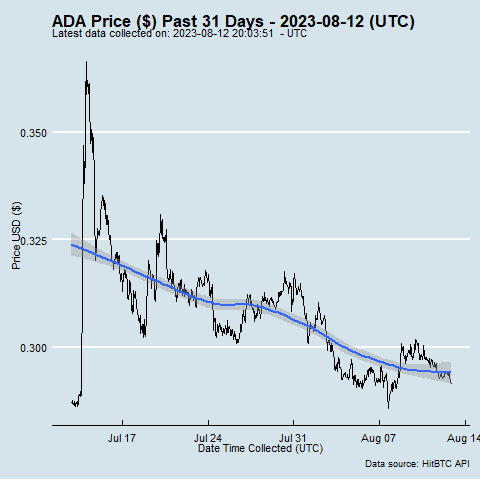 ADA Price ($) Past 31 Days - 2023-08-12 (UTC)
Latest data collected on: 2023-08-12 20:03:51 - UTC
0.350
0.325
0.300
Price USD ($)
Jul 17 Jul 24 Jul 31 Aug 07 Aug 14
Date Time Collected (UTC)
Data source: HitBTC API